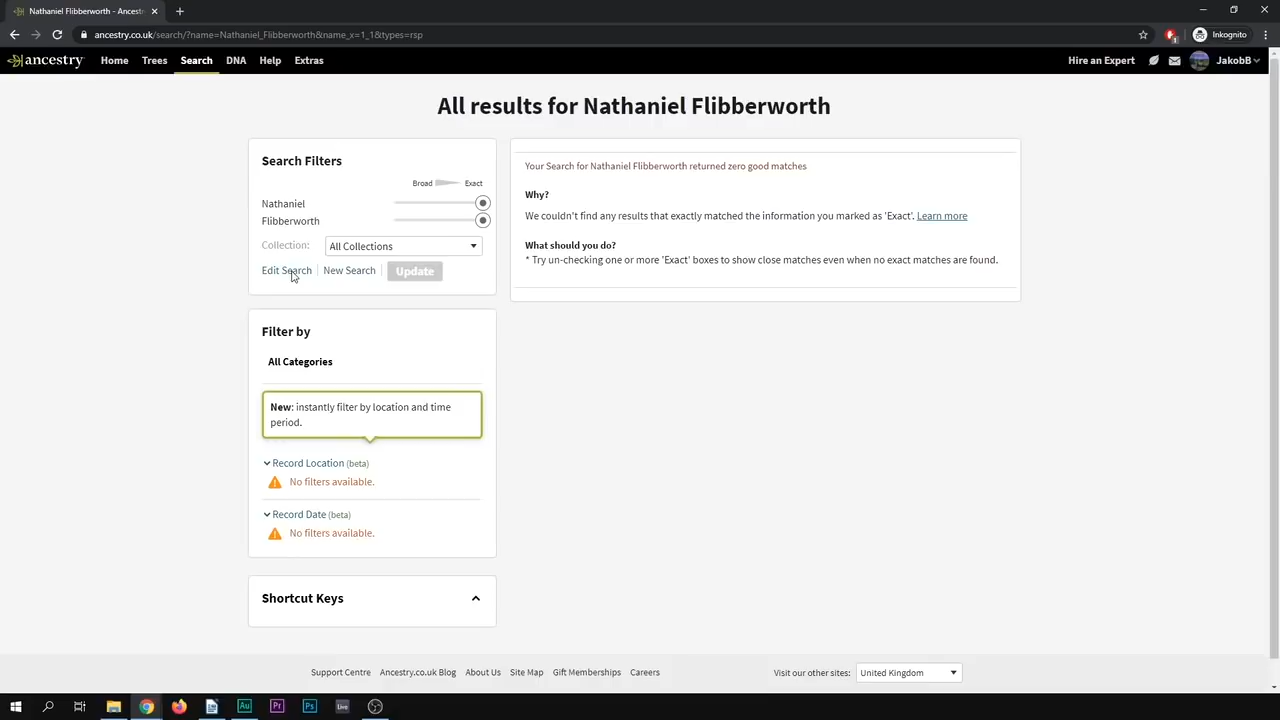 Nathaniel Flibberworth - Ancestr
ancestry.co.uk/search/?name=Nathaniel_Flibberworth&name_x=1_1&types=rsp
1
Inkognito
ancestry
Home
Trees
Search
DNA
Help
Extras
Hire an Expert
JakobB
All results for Nathaniel Flibberworth
Search Filters
Broad
Exact
Nathaniel
Flibberworth
Collection:
All Collections
Edit Search
New Search
Update
Your Search for Nathaniel Flibberworth returned zero good matches
Why?
We couldn't find any results that exactly matched the information you marked as 'Exact'. Learn more
What should you do?
* Try un-checking one or more 'Exact' boxes to show close matches even when no exact matches are found.
Filter by
All Categories
New: instantly filter by location and time
period.
Record Location (beta)
No filters available.
Record Date (beta)
No filters available.
Shortcut Keys
Support Centre
Ancestry.co.uk Blog
About Us
Site Map
Gift Memberships
Careers
Visit our other sites:
United Kingdom
Au
Pr
Ps
Live